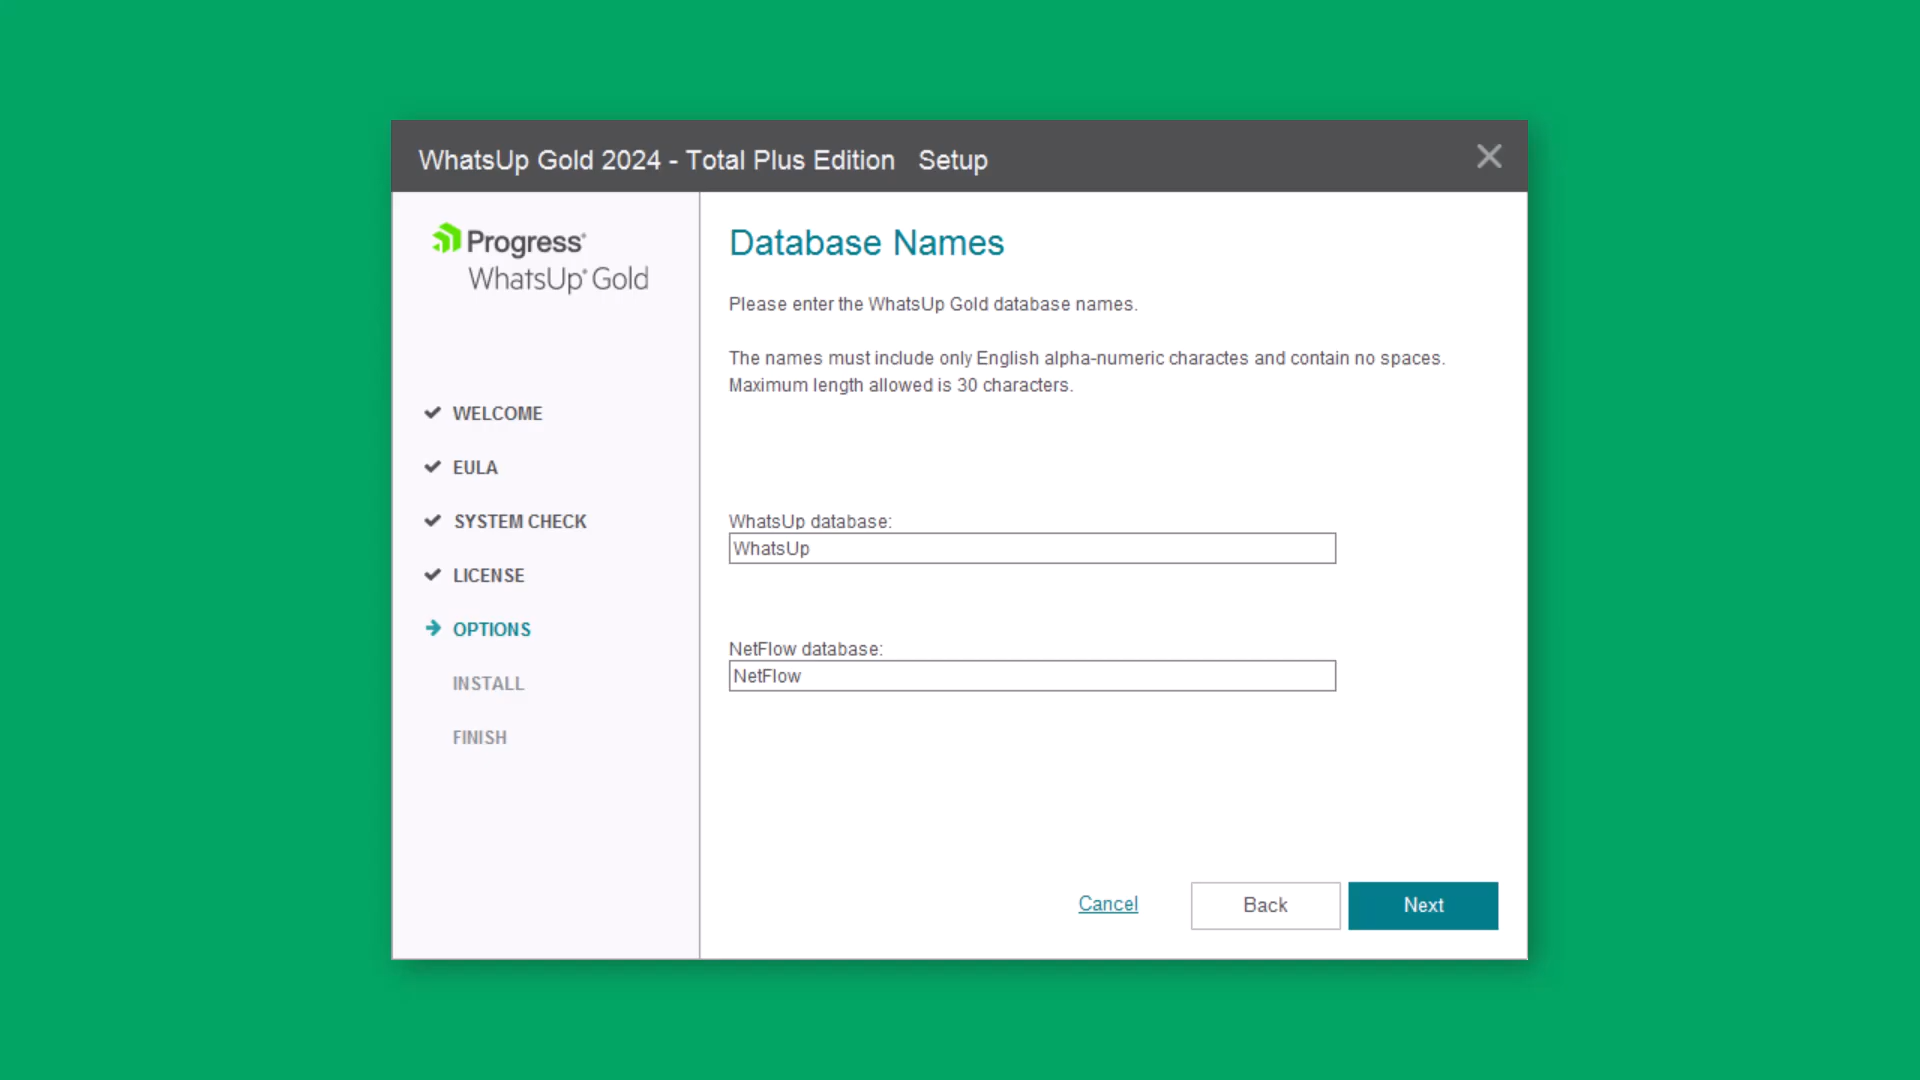 WhatsUp Gold 2024 - Total Plus Edition Setup
Progress®
WhatsUp® Gold
WELCOME
EULA
SYSTEM CHECK
LICENSE
OPTIONS
INSTALL
FINISH
Database Names
Please enter the WhatsUp Gold database names.
The names must include only English alpha-numeric charactes and contain no spaces.
Maximum length allowed is 30 characters.
WhatsUp database:
WhatsUp
NetFlow database:
NetFlow
Cancel
Back
Next